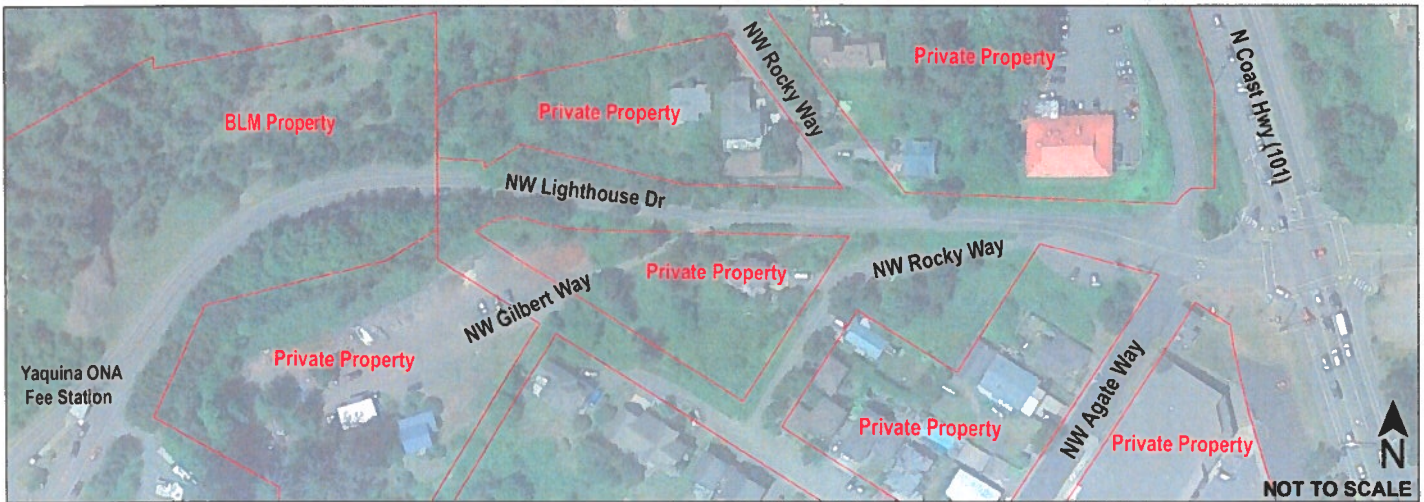 NW Rocky Way
Private Property
N Coast Hwy (101)
Private Property
BLM Property
NW Lighthouse Dr
Private Property
NW Rocky Way
NW Gilbert Way
Private Property
Yaquina ONA
Fee Station
NW Agate Way
Private Property
Private Property
N
NOT TO SCALE